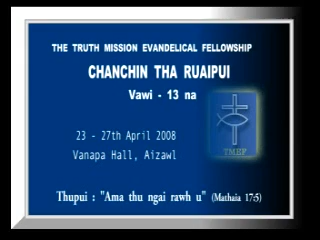 THE TRUTH MISSION EVANDELICAL FELLOWSHIP
CHANCHIN THA RUAIPUI
Vawi - 13 na
23 - 27th April 2008
Vanapa Hall, Aizawl
TMEF
Thupui : "Ama thu ngai rawh u" (Mathaia 17:5)